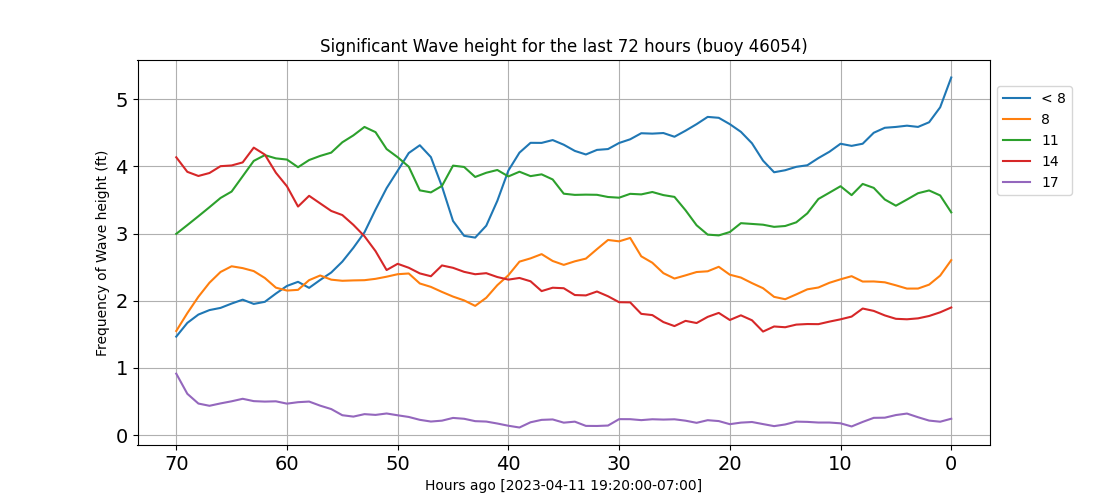 Significant Wave height for the last 72 hours (buoy 46054)
Frequency of Wave height (ft)
5
4
3
2
1
0
70 60 50 40 30 20 10 0
Hours ago [2023-04-11 19:20:00-07:00]
< 8
8
11
14
17